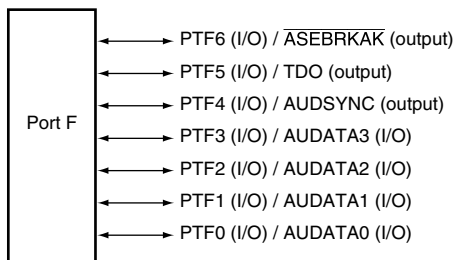 PTF6 (I/O) / ASEBRKAK (output)
PTF5 (I/O) / TDO (output)
PTF4 (I/O) / AUDSYNC (output)
Port F
PTF3 (I/O) / AUDATA3 (I/O)
PTF2 (I/O) / AUDATA2 (I/O)
PTF1 (I/O) / AUDATA1 (I/O)
PTF0 (I/O) / AUDATA0 (I/O)